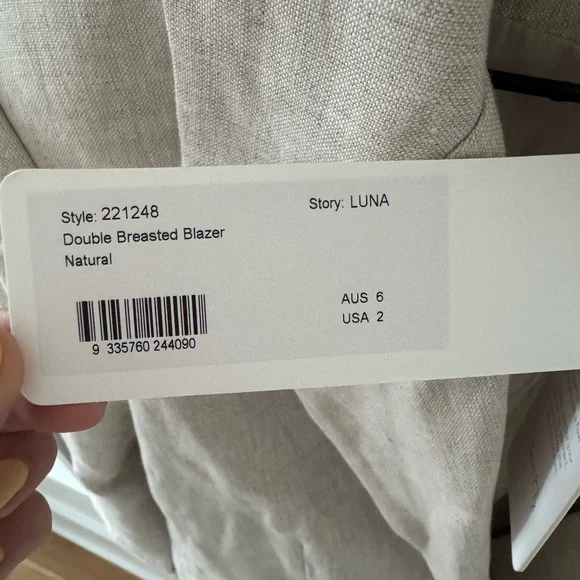 Style: 221248
Story: LUNA
Double Breasted Blazer
Natural
AUS 6
USA 2
9 335760 244090